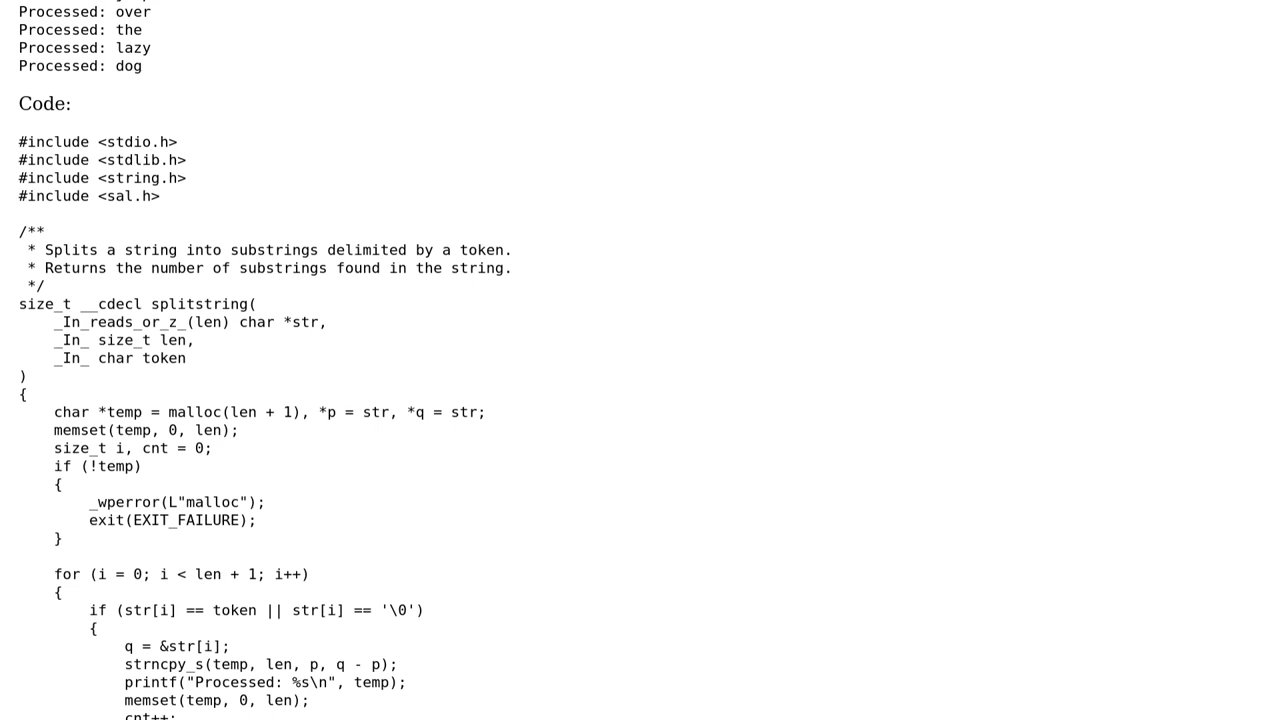 Processed: over
Processed: the
Processed: lazy
Processed: dog
Code:
#include <stdio.h>
#include <stdlib.h>
#include <string.h>
#include <sal.h>
/**
 * Splits a string into substrings delimited by a token.
 * Returns the number of substrings found in the string.
 */
size_t __cdecl splitstring(
    _In_reads_or_z_(len) char *str,
    _In_ size_t len,
    _In_ char token
)
{
    char *temp = malloc(len + 1), *p = str, *q = str;
    memset(temp, 0, len);
    size_t i, cnt = 0;
    if (!temp)
    {
        _wperror(L"malloc");
        exit(EXIT_FAILURE);
    }
    for (i = 0; i < len + 1; i++)
    {
        if (str[i] == token || str[i] == '\0')
        {
            q = &str[i];
            strncpy_s(temp, len, p, q - p);
            printf("Processed: %s\n", temp);
            memset(temp, 0, len);
            cnt++;